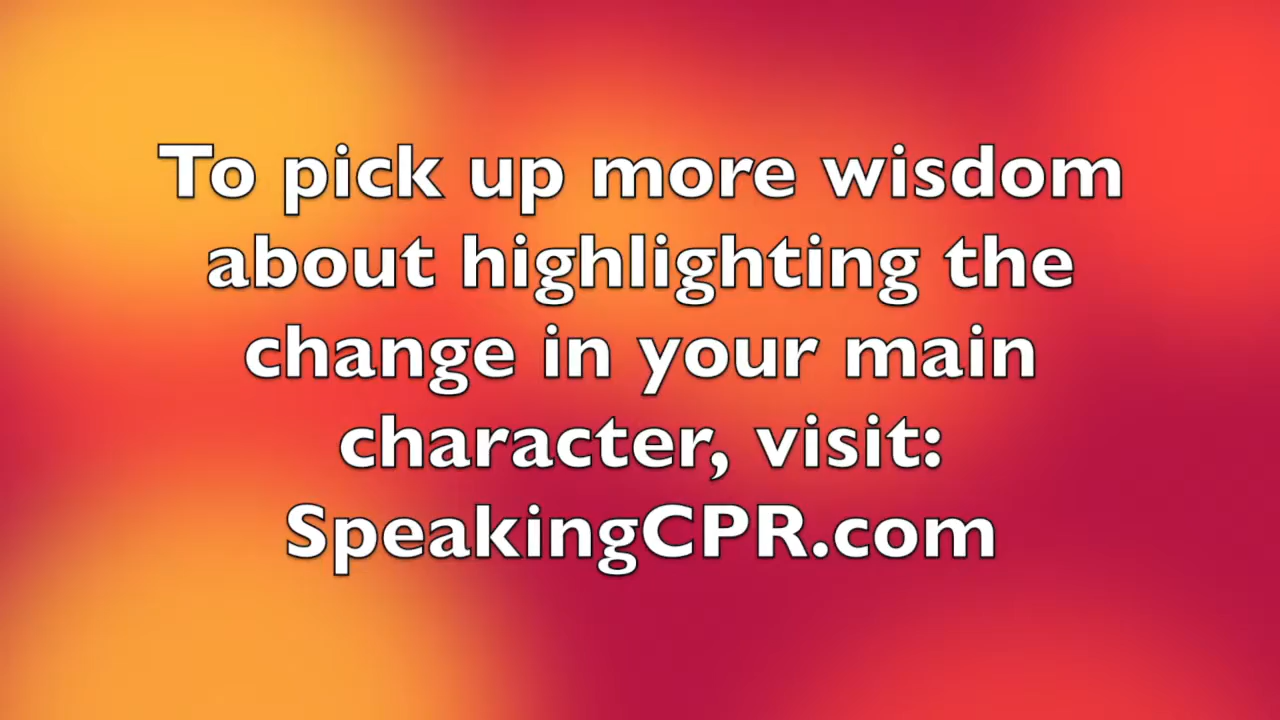 To pick up more wisdom
about highlighting the
change in your main
character, visit:
SpeakingCPR.com